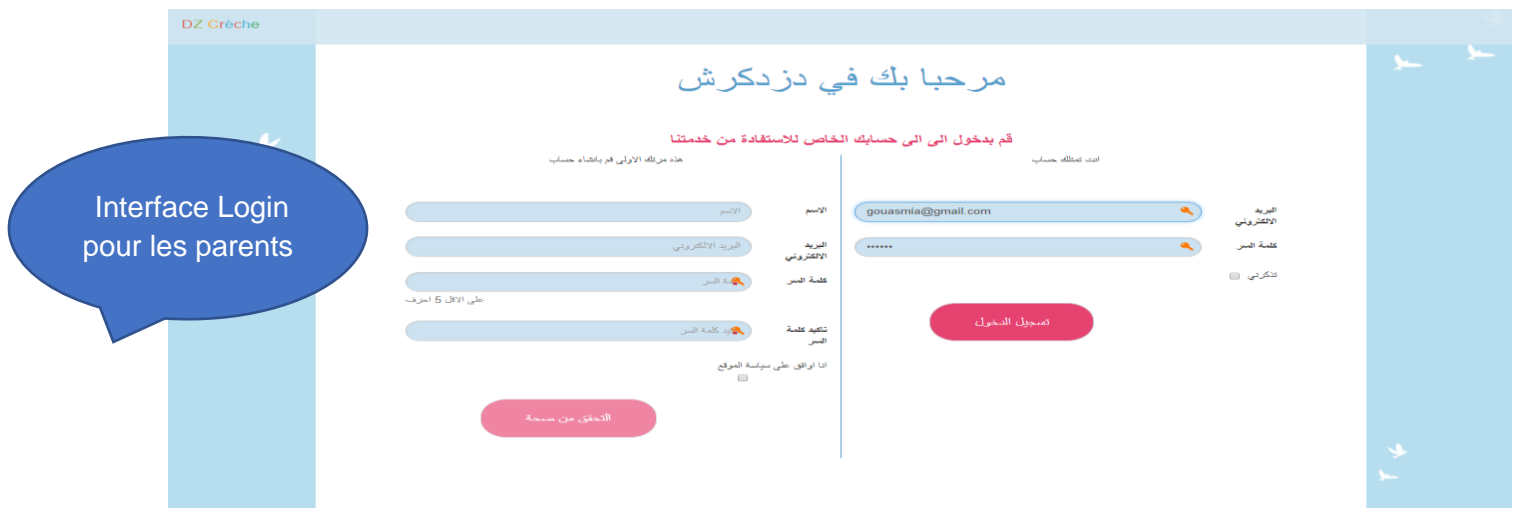 DZ Crèche
مرحبا بك في دزدكرش
قم بدخول الى الى حسابك الخاص للاستفادة من خدمتنا
انت تمتلك حساب
البريد
الالكتروني
gouasmia@gmail.com
كلمة السر
••••••
تذكرني
تسجيل الدخول
هذه مرتك الاولى قم بانشاء حساب
الاسم
الاسم
البريد
الالكتروني
البريد الالكتروني
كلمة السر
السر
على الاقل 5 احرف
تاكيد كلمة
السر
كلمة السر
انا اوافق على سياسة الموقع
التحقق من صحة
Interface Login
pour les parents